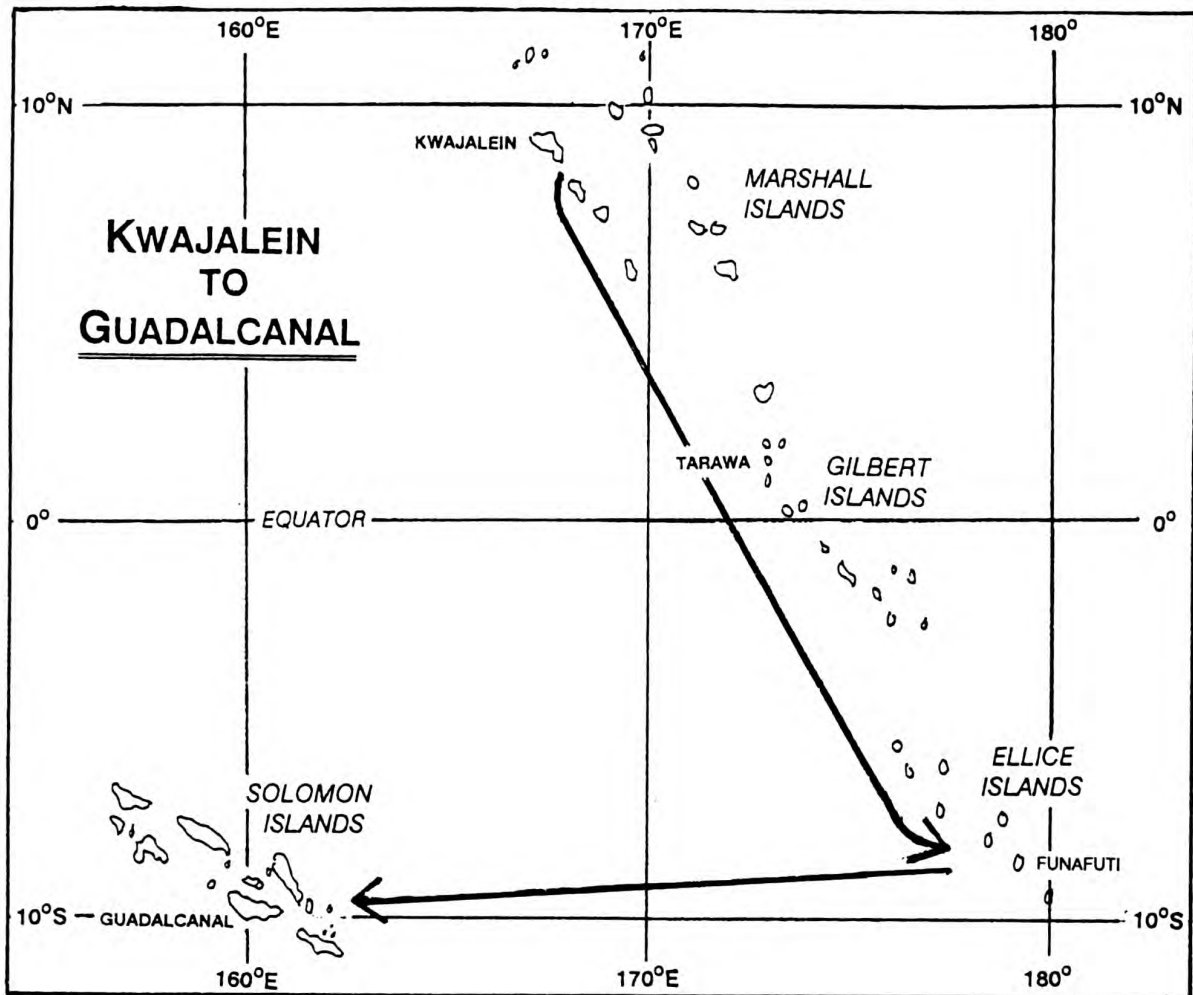 160°E
170°E
180°
10°N
10°N
KWAJALEIN
MARSHALL
ISLANDS
KWAJALEIN
TO
GUADALCANAL
TARAWA
GILBERT
ISLANDS
0°
EQUATOR
0°
SOLOMON
ISLANDS
ELLICE
ISLANDS
FUNAFUTI
10°S
GUADALCANAL
10°S
160°E
170°E
180°